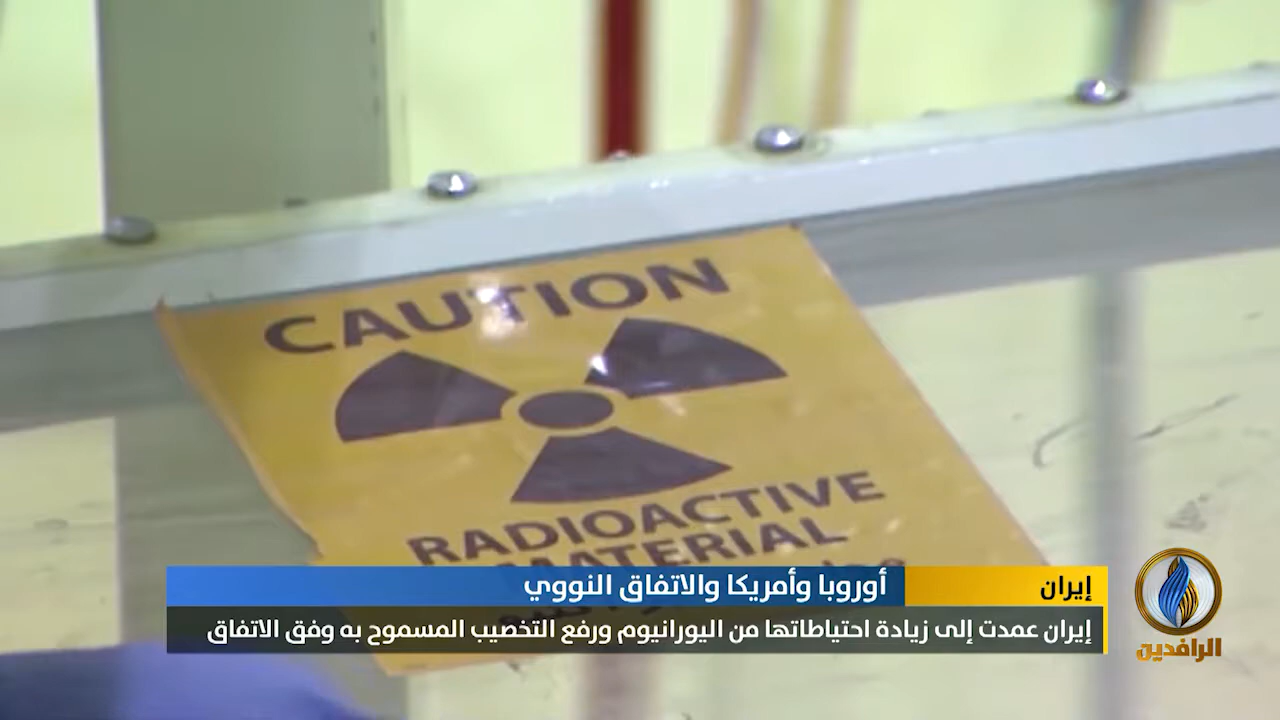 CAUTION
RADIOACTIVE
MATERIAL
إيران
أوروبا وأمريكا والاتفاق النووي
إيران عمدت إلى زيادة احتياطاتها من اليورانيوم ورفع التخصيب المسموح به وفق الاتفاق
الرافدين